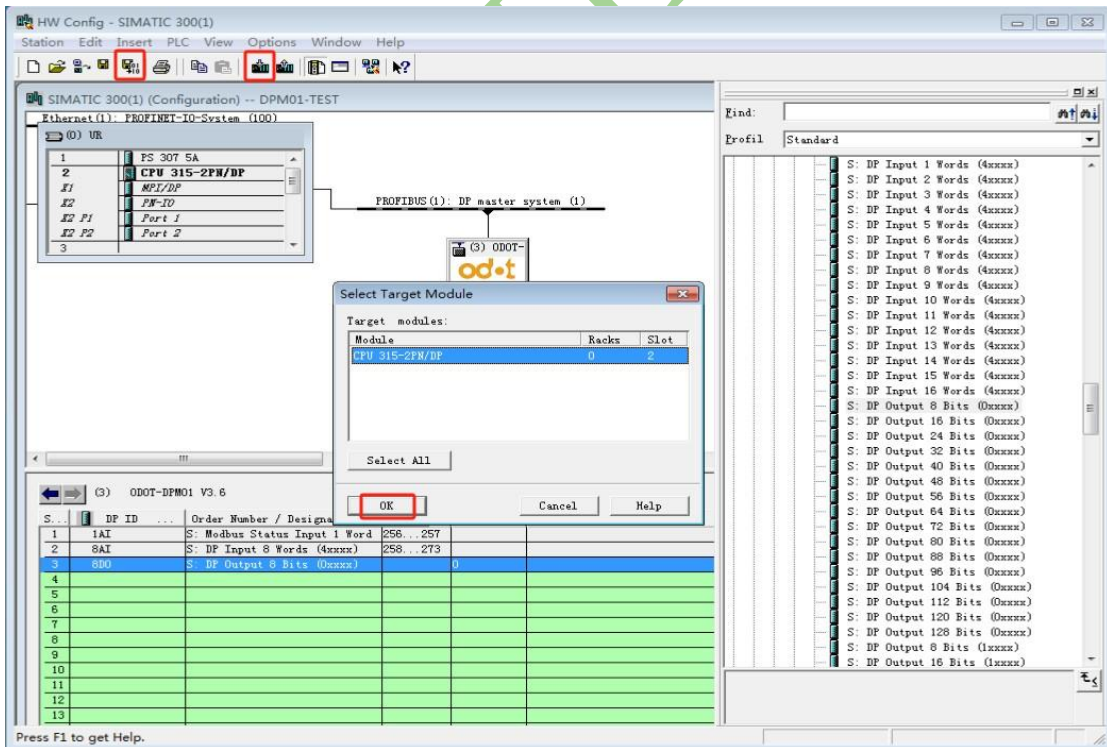 HW Config - SIMATIC 300(1)
Station Edit Insert PLC View Options Window Help
SIMATIC 300(1) (Configuration) -- DPM01-TEST
Ethernet(1): PROFINET-IO-System (100)
(0) UR
1 PS 307 5A
2 CPU 315-2PN/DP
X1 MPI/DP
X2 PN-IO
X2 P1 Port 1
X2 P2 Port 2
3
PROFIBUS(1): DP master system (1)
(3) ODOT-
odot
Select Target Module
Target modules:
Module Racks Slot
CPU 315-2PN/DP 0 2
Select All
OK Cancel Help
(3) ODOT-DPM01 V3.6
S... DP ID ... Order Number / Designa
1 1AI S: Modbus Status Input 1 Word 256...257
2 8AI S: DP Input 8 Words (4xxxx) 258...273
3 8DO S: DP Output 8 Bits (0xxxx) 0
4
5
6
7
8
9
10
11
12
13
Find:
Profil Standard
S: DP Input 1 Words (4xxxx)
S: DP Input 2 Words (4xxxx)
S: DP Input 3 Words (4xxxx)
S: DP Input 4 Words (4xxxx)
S: DP Input 5 Words (4xxxx)
S: DP Input 6 Words (4xxxx)
S: DP Input 7 Words (4xxxx)
S: DP Input 8 Words (4xxxx)
S: DP Input 9 Words (4xxxx)
S: DP Input 10 Words (4xxxx)
S: DP Input 11 Words (4xxxx)
S: DP Input 12 Words (4xxxx)
S: DP Input 13 Words (4xxxx)
S: DP Input 14 Words (4xxxx)
S: DP Input 15 Words (4xxxx)
S: DP Input 16 Words (4xxxx)
S: DP Output 8 Bits (0xxxx)
S: DP Output 16 Bits (0xxxx)
S: DP Output 24 Bits (0xxxx)
S: DP Output 32 Bits (0xxxx)
S: DP Output 40 Bits (0xxxx)
S: DP Output 48 Bits (0xxxx)
S: DP Output 56 Bits (0xxxx)
S: DP Output 64 Bits (0xxxx)
S: DP Output 72 Bits (0xxxx)
S: DP Output 80 Bits (0xxxx)
S: DP Output 88 Bits (0xxxx)
S: DP Output 96 Bits (0xxxx)
S: DP Output 104 Bits (0xxxx)
S: DP Output 112 Bits (0xxxx)
S: DP Output 120 Bits (0xxxx)
S: DP Output 128 Bits (0xxxx)
S: DP Output 8 Bits (1xxxx)
S: DP Output 16 Bits (1xxxx)
Press F1 to get Help.